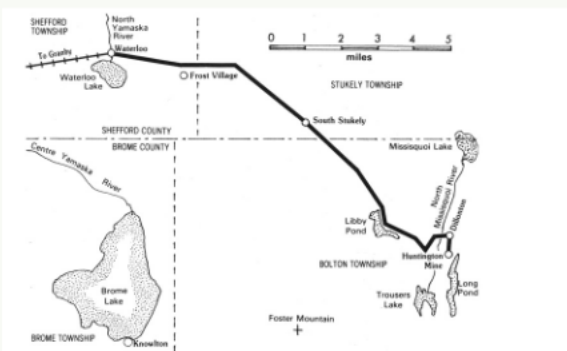 SHEFFORD
TOWNSHIP
North
Yamaska
River
To Granby
Waterloo
Waterloo
Lake
Frost Village
0 1 2 3 4 5
miles
STUKELY TOWNSHIP
South Stukely
SHEFFORD COUNTY
BROME COUNTY
Missisquoi Lake
Centre Yamaska
River
North
Missisquoi River
Libby
Pond
Dillonton
Huntington
Mine
BOLTON TOWNSHIP
Long
Pond
Trousers
Lake
Brome
Lake
Foster Mountain
BROME TOWNSHIP
Knowlton